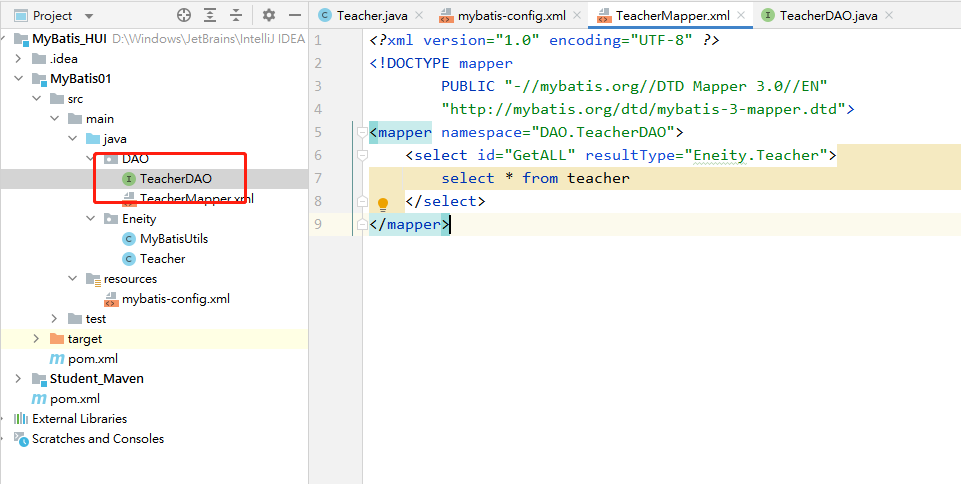 Project
Teacher.java
mybatis-config.xml
TeacherMapper.xml
TeacherDAO.java
MyBatis_HUI D:\Windows\JetBrains\IntelliJ IDEA
.idea
MyBatis01
src
main
java
DAO
TeacherDAO
TeacherMapper.xml
Eneity
MyBatisUtils
Teacher
resources
mybatis-config.xml
test
target
pom.xml
Student_Maven
pom.xml
External Libraries
Scratches and Consoles
1 <?xml version="1.0" encoding="UTF-8" ?>
2 <!DOCTYPE mapper
3 PUBLIC "-//mybatis.org//DTD Mapper 3.0//EN"
4 "http://mybatis.org/dtd/mybatis-3-mapper.dtd">
5 <mapper namespace="DAO.TeacherDAO">
6 <select id="GetALL" resultType="Eneity.Teacher">
7 select * from teacher
8 </select>
9 </mapper>